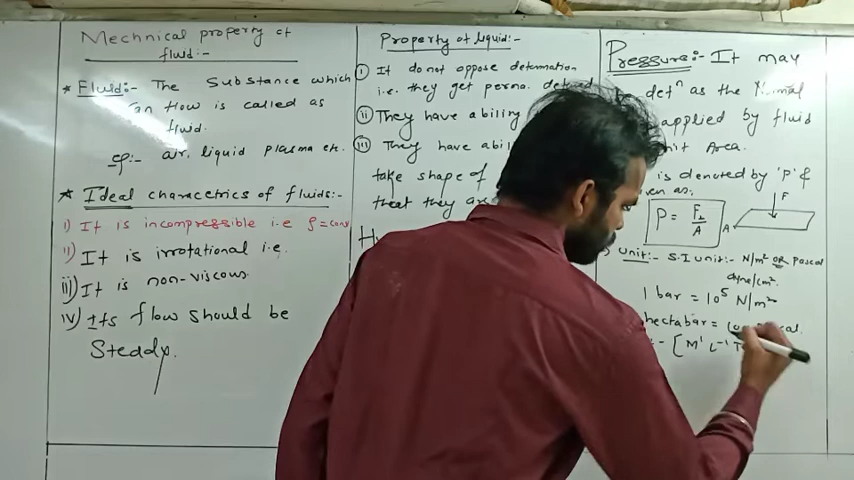 Mechnical property of
fluid:-
* Fluid:- The Substance which
can flow is called as
fluid.
eg:- air, liquid plasma etc.
* Ideal characetrics of fluids:-
i) It is incompressible i.e ρ = cons
ii) It is irrotational i.e.
iii) It is non-viscous.
iv) Its flow should be
Steady.
Property of liquid:-
i It do not oppose deformation
i.e. they get perma.
ii They have ability
iii They have
take shape of
that they
Pressure:- It may
defⁿ as the Normal
applied by fluid
Area.
is denoted by 'P' &
as,
P = F⊥/A
F
A
unit:- S.I unit:- N/m² OR Pascal
dyne/cm².
1 bar = 10⁵ N/m²
hectabar =
[M¹ L⁻¹